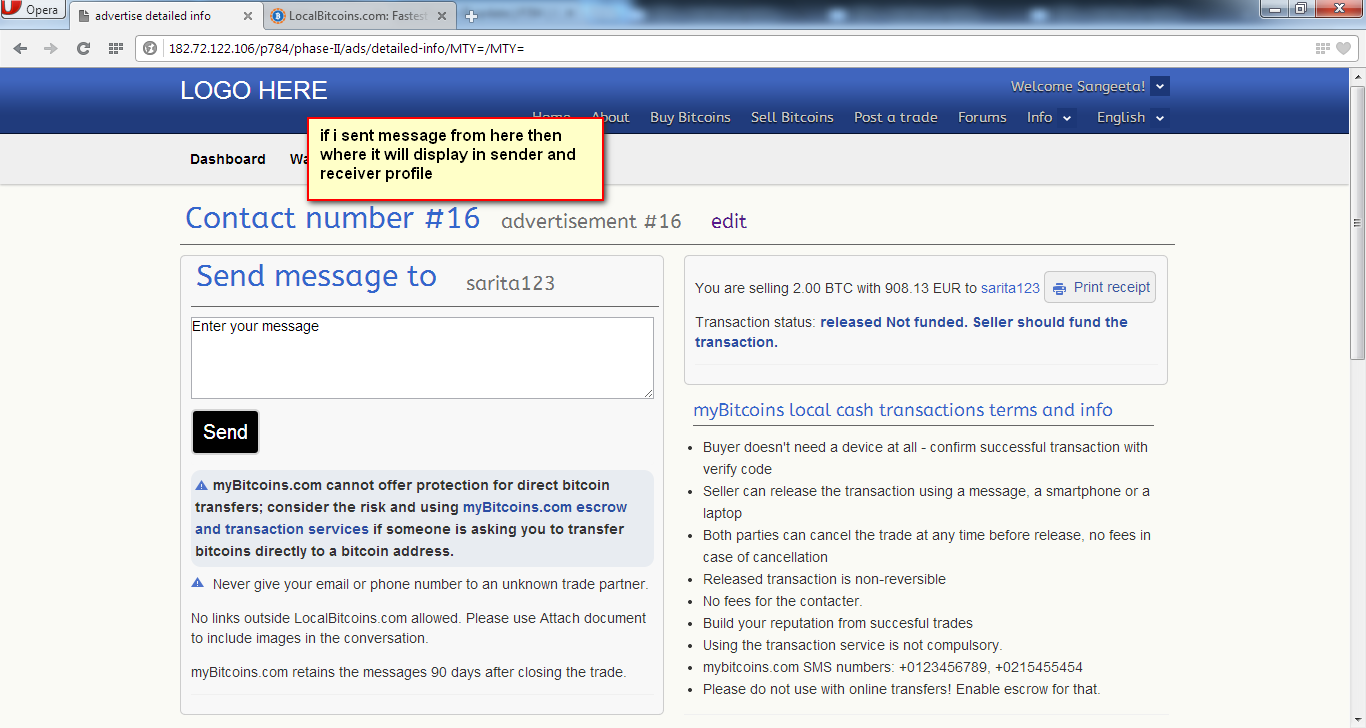 Opera
advertise detailed info
LocalBitcoins.com: Fastest
182.72.122.106/p784/phase-II/ads/detailed-info/MTY=/MTY=
LOGO HERE
Welcome Sangeeta!
Home About Buy Bitcoins Sell Bitcoins Post a trade Forums Info English
if i sent message from here then
where it will display in sender and
receiver profile
Dashboard
Contact number #16 advertisement #16 edit
Send message to sarita123
Enter your message
Send
myBitcoins.com cannot offer protection for direct bitcoin
transfers; consider the risk and using myBitcoins.com escrow
and transaction services if someone is asking you to transfer
bitcoins directly to a bitcoin address.
Never give your email or phone number to an unknown trade partner.
No links outside LocalBitcoins.com allowed. Please use Attach document
to include images in the conversation.
myBitcoins.com retains the messages 90 days after closing the trade.
You are selling 2.00 BTC with 908.13 EUR to sarita123 Print receipt
Transaction status: released Not funded. Seller should fund the
transaction.
myBitcoins local cash transactions terms and info
• Buyer doesn't need a device at all - confirm successful transaction with
verify code
• Seller can release the transaction using a message, a smartphone or a
laptop
• Both parties can cancel the trade at any time before release, no fees in
case of cancellation
• Released transaction is non-reversible
• No fees for the contacter.
• Build your reputation from succesful trades
• Using the transaction service is not compulsory.
• mybitcoins.com SMS numbers: +0123456789, +0215455454
• Please do not use with online transfers! Enable escrow for that.